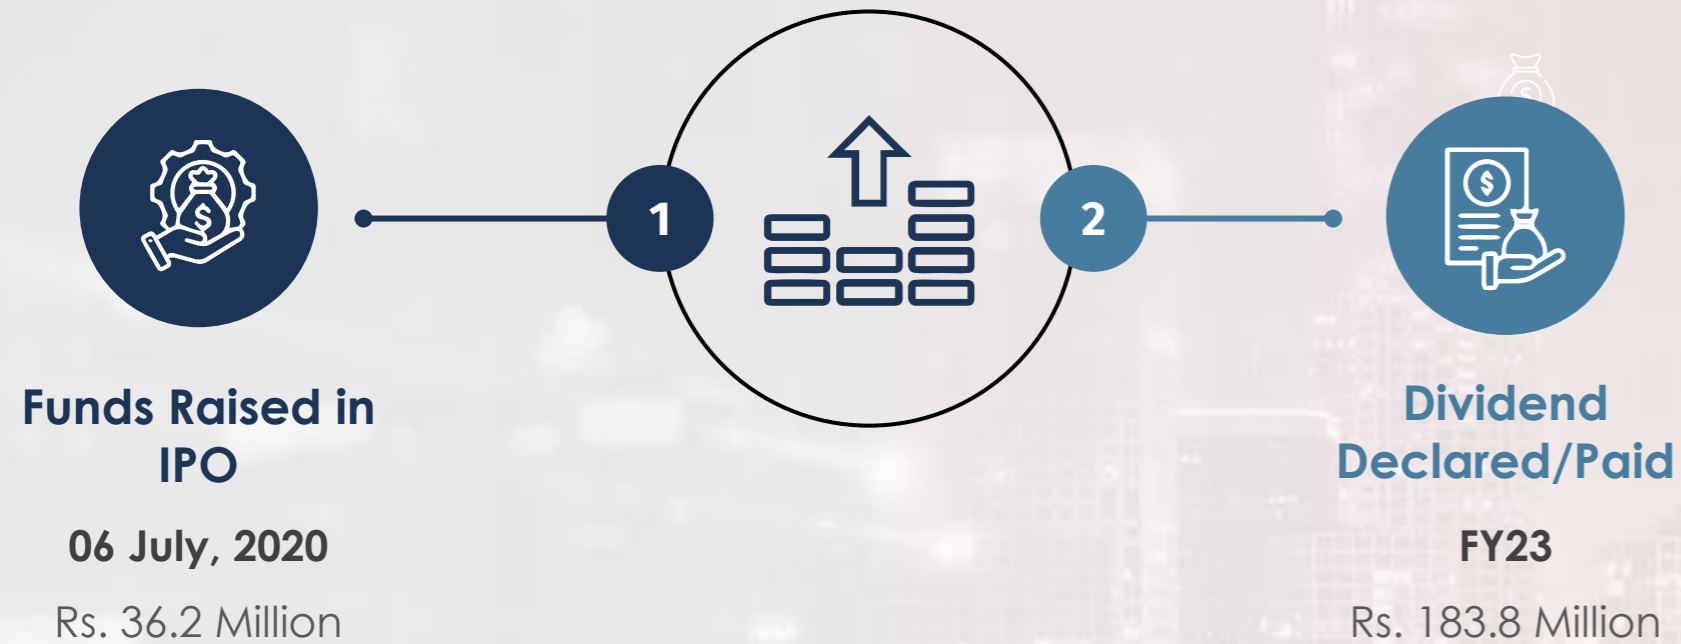 1
2
Funds Raised in
IPO
06 July, 2020
Rs. 36.2 Million
Dividend
Declared/Paid
FY23
Rs. 183.8 Million